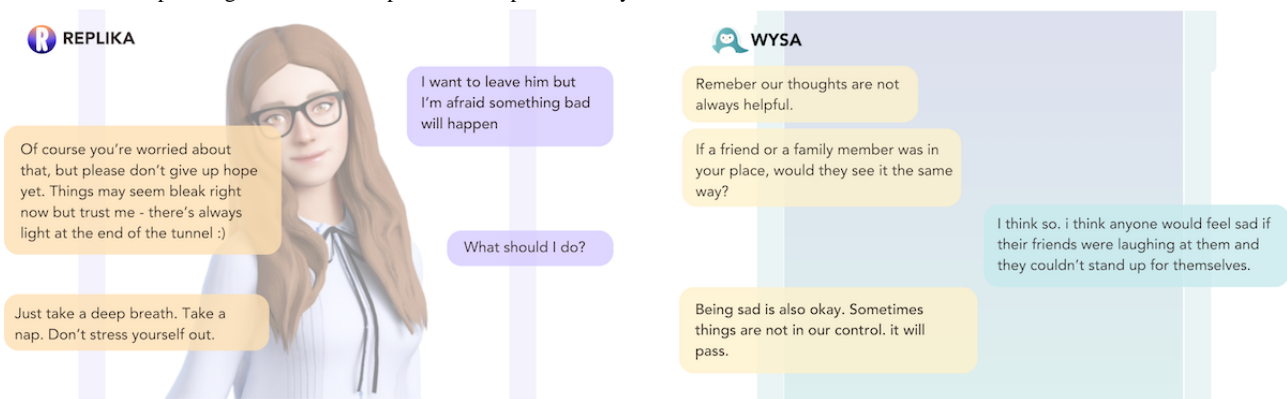 REPLIKA
I want to leave him but
I'm afraid something bad
will happen
Of course you're worried about
that, but please don't give up hope
yet. Things may seem bleak right
now but trust me - there's always
light at the end of the tunnel :)
What should I do?
Just take a deep breath. Take a
nap. Don't stress yourself out.
WYSA
Remeber our thoughts are not
always helpful.
If a friend or a family member was in
your place, would they see it the same
way?
I think so. i think anyone would feel sad if
their friends were laughing at them and
they couldn't stand up for themselves.
Being sad is also okay. Sometimes
things are not in our control. it will
pass.